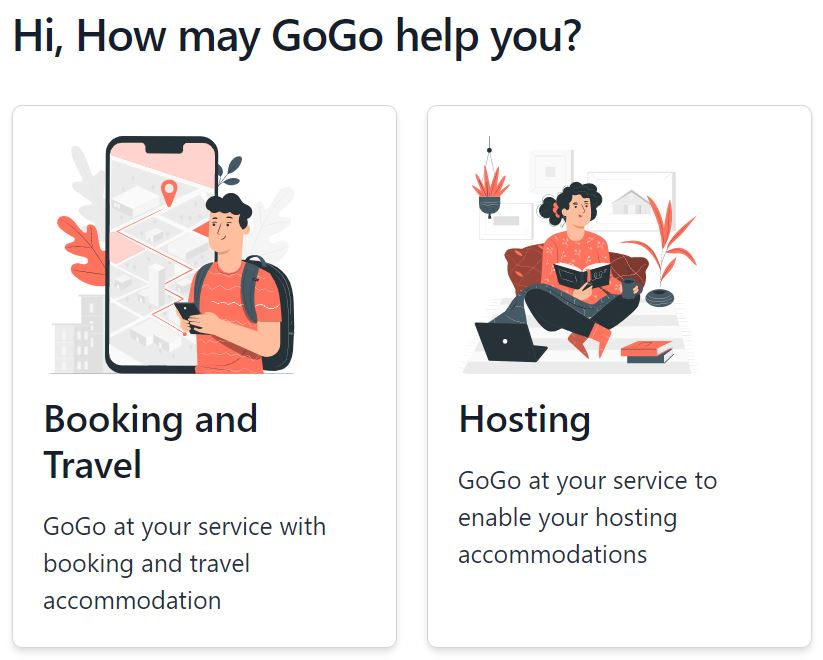 Hi, How may GoGo help you?
Booking and
Travel
GoGo at your service with
booking and travel
accommodation
Hosting
GoGo at your service to
enable your hosting
accommodations